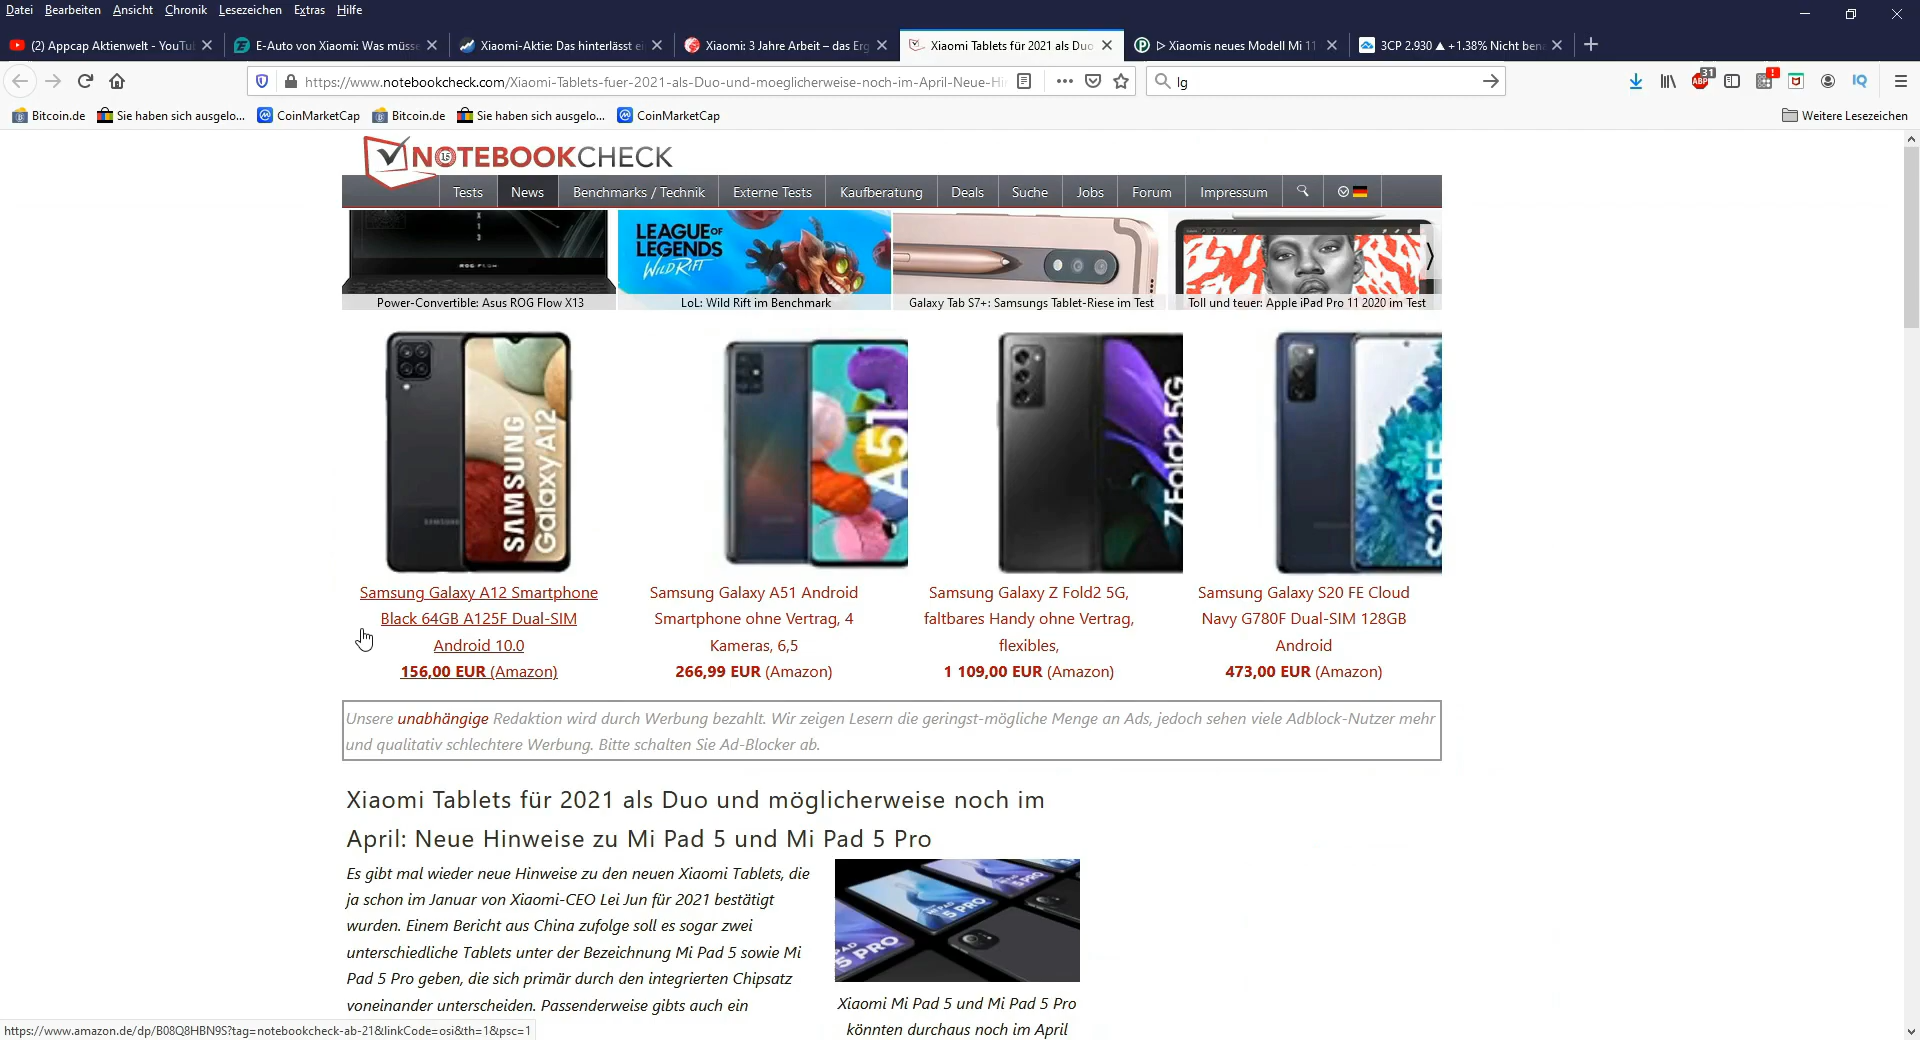 Datei Bearbeiten Ansicht Chronik Lesezeichen Extras Hilfe
(2) Appcap Aktienwelt - YouTu
E-Auto von Xiaomi: Was müsse
Xiaomi-Aktie: Das hinterlässt ei
Xiaomi: 3 Jahre Arbeit – das Erg
Xiaomi Tablets für 2021 als Duo
▷ Xiaomis neues Modell Mi 11
3CP 2.930 ▲ +1.38% Nicht ben
https://www.notebookcheck.com/Xiaomi-Tablets-fuer-2021-als-Duo-und-moeglicherweise-noch-im-April-Neue-Hi
lg
31
ABP
IQ
Bitcoin.de Sie haben sich ausgelo... CoinMarketCap Bitcoin.de Sie haben sich ausgelo... CoinMarketCap Weitere Lesezeichen
NOTEBOOKCHECK
Tests News Benchmarks / Technik Externe Tests Kaufberatung Deals Suche Jobs Forum Impressum
X
1
3
ROG FLOW
LEAGUE OF
LEGENDS
WILD RIFT
Power-Convertible: Asus ROG Flow X13
LoL: Wild Rift im Benchmark
Galaxy Tab S7+: Samsungs Tablet-Riese im Test
Toll und teuer: Apple iPad Pro 11 2020 im Test
SAMSUNG
SAMSUNG
Galaxy A12
A51
Z Fold2 5G
S20 FE
Samsung Galaxy A12 Smartphone
Black 64GB A125F Dual-SIM
Android 10.0
156,00 EUR (Amazon)
Samsung Galaxy A51 Android
Smartphone ohne Vertrag, 4
Kameras, 6,5
266,99 EUR (Amazon)
Samsung Galaxy Z Fold2 5G,
faltbares Handy ohne Vertrag,
flexibles,
1 109,00 EUR (Amazon)
Samsung Galaxy S20 FE Cloud
Navy G780F Dual-SIM 128GB
Android
473,00 EUR (Amazon)
Unsere unabhängige Redaktion wird durch Werbung bezahlt. Wir zeigen Lesern die geringst-mögliche Menge an Ads, jedoch sehen viele Adblock-Nutzer mehr
und qualitativ schlechtere Werbung. Bitte schalten Sie Ad-Blocker ab.
Xiaomi Tablets für 2021 als Duo und möglicherweise noch im
April: Neue Hinweise zu Mi Pad 5 und Mi Pad 5 Pro
Es gibt mal wieder neue Hinweise zu den neuen Xiaomi Tablets, die
ja schon im Januar von Xiaomi-CEO Lei Jun für 2021 bestätigt
wurden. Einem Bericht aus China zufolge soll es sogar zwei
unterschiedliche Tablets unter der Bezeichnung Mi Pad 5 sowie Mi
Pad 5 Pro geben, die sich primär durch den integrierten Chipsatz
voneinander unterscheiden. Passenderweise gibts auch ein
Xiaomi Mi Pad 5 und Mi Pad 5 Pro
könnten durchaus noch im April
https://www.amazon.de/dp/B08Q8HBN9S?tag=notebookcheck-ab-21&linkCode=osi&th=1&psc=1